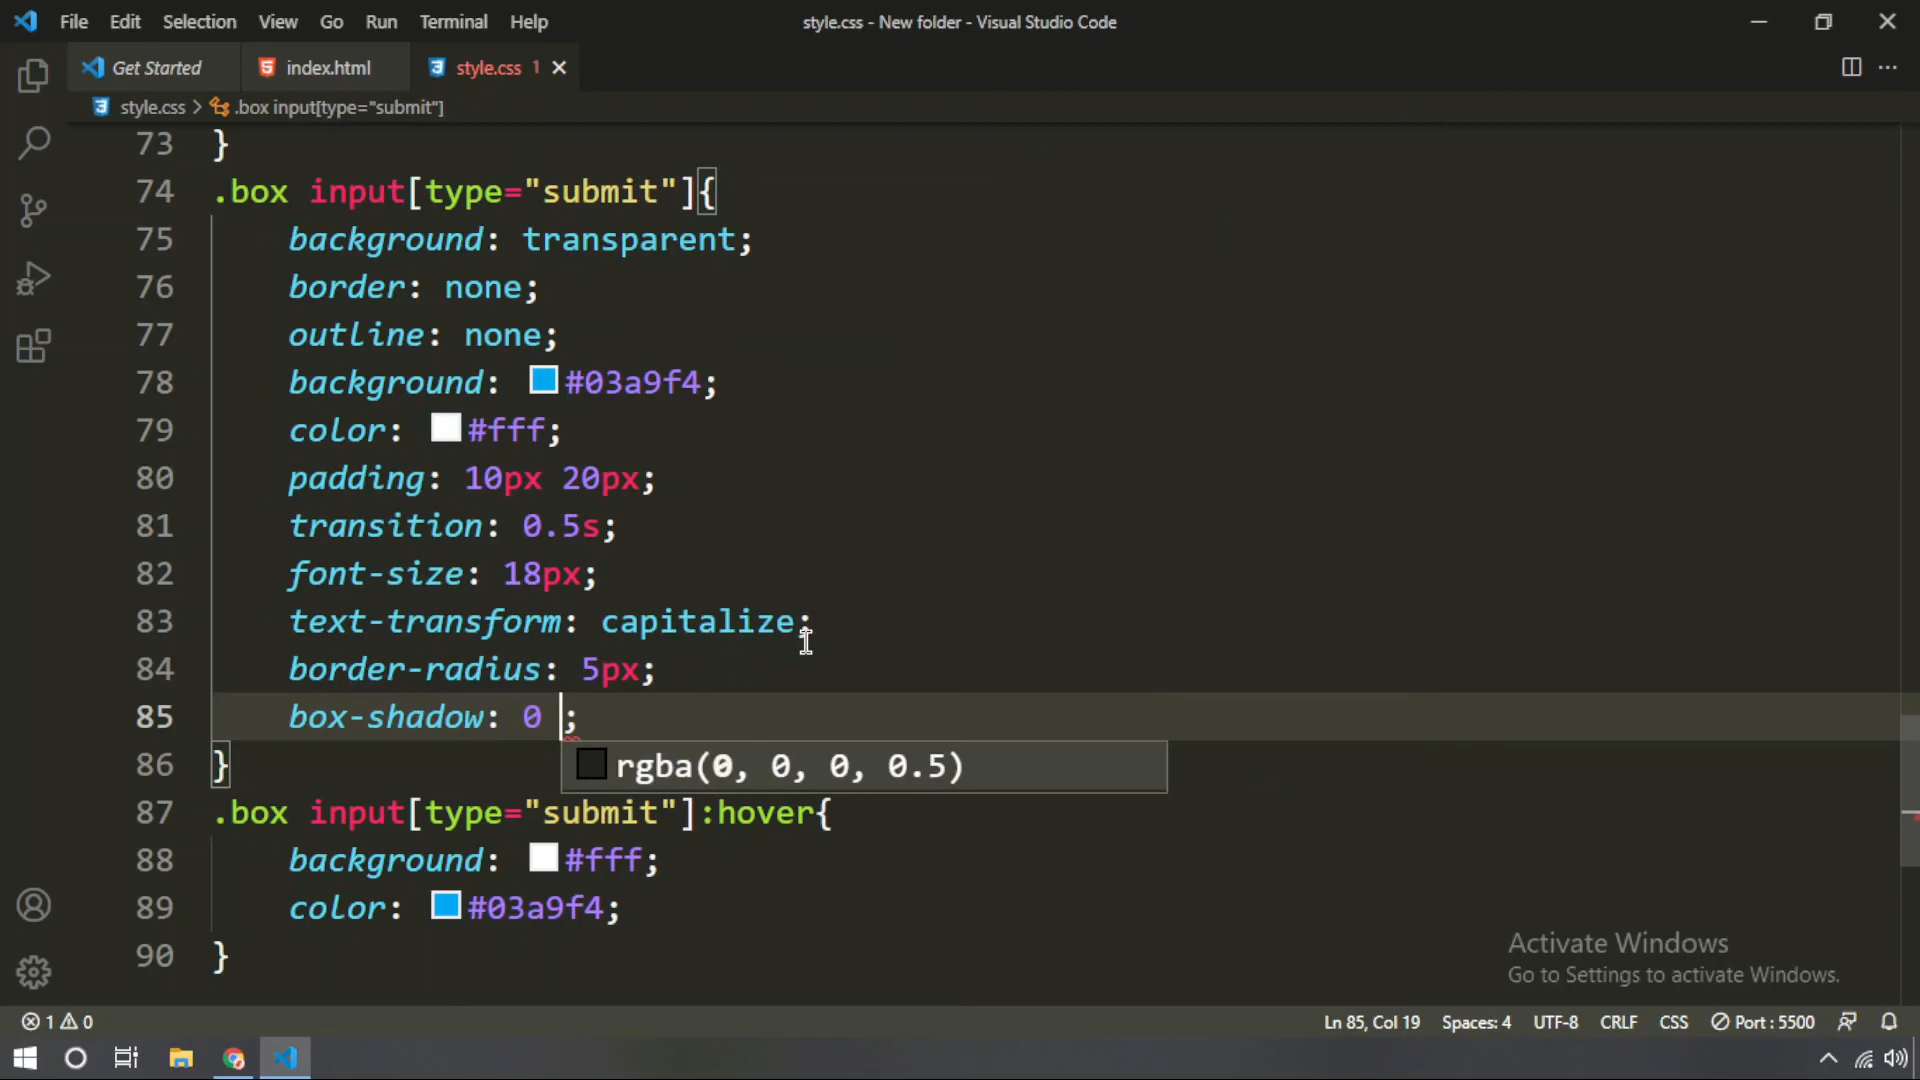 File Edit Selection View Go Run Terminal Help style.css - New folder - Visual Studio Code
Get Started index.html style.css 1
style.css > .box input[type="submit"]
73 }
74 .box input[type="submit"]{
75 background: transparent;
76 border: none;
77 outline: none;
78 background: #03a9f4;
79 color: #fff;
80 padding: 10px 20px;
81 transition: 0.5s;
82 font-size: 18px;
83 text-transform: capitalize;
84 border-radius: 5px;
85 box-shadow: 0 ;
86 } rgba(0, 0, 0, 0.5)
87 .box input[type="submit"]:hover{
88 background: #fff;
89 color: #03a9f4;
90 }
Activate Windows
Go to Settings to activate Windows.
1 0 Ln 85, Col 19 Spaces: 4 UTF-8 CRLF CSS Port : 5500